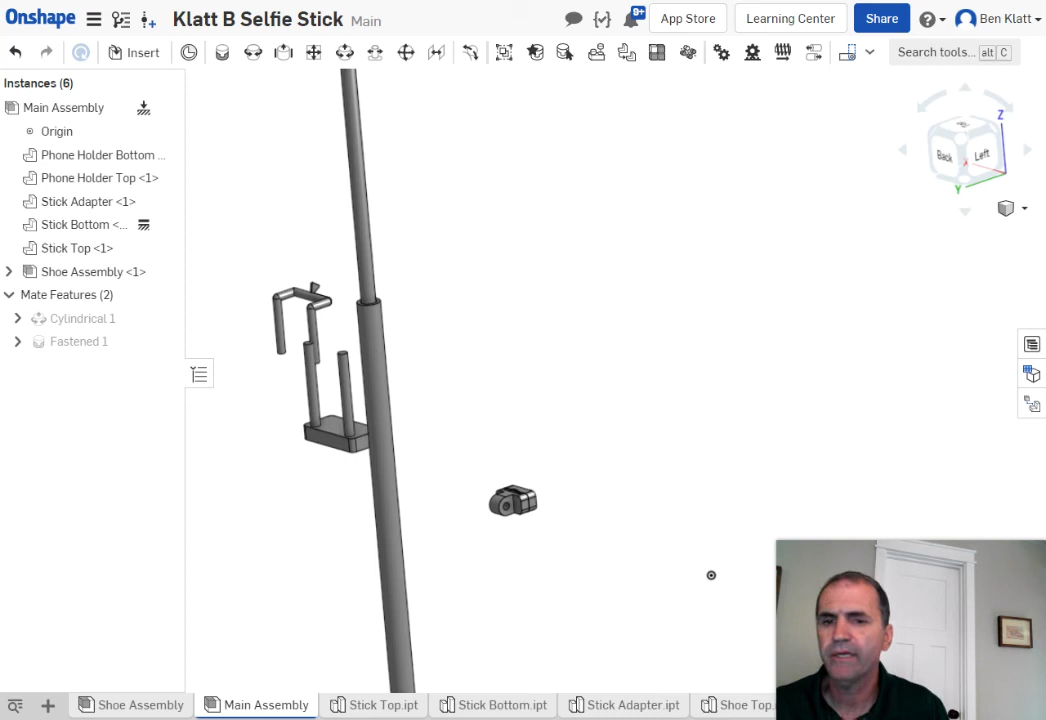 Onshape
Klatt B Selfie Stick Main
9+
App Store
Learning Center
Share
Ben Klatt
Insert
Search tools... alt C
Instances (6)
Main Assembly
Origin
Phone Holder Bottom ...
Phone Holder Top <1>
Stick Adapter <1>
Stick Bottom <...
Stick Top <1>
Shoe Assembly <1>
Mate Features (2)
Cylindrical 1
Fastened 1
Z
Back
Left
X
Y
Shoe Assembly
Main Assembly
Stick Top.ipt
Stick Bottom.ipt
Stick Adapter.ipt
Shoe Top.